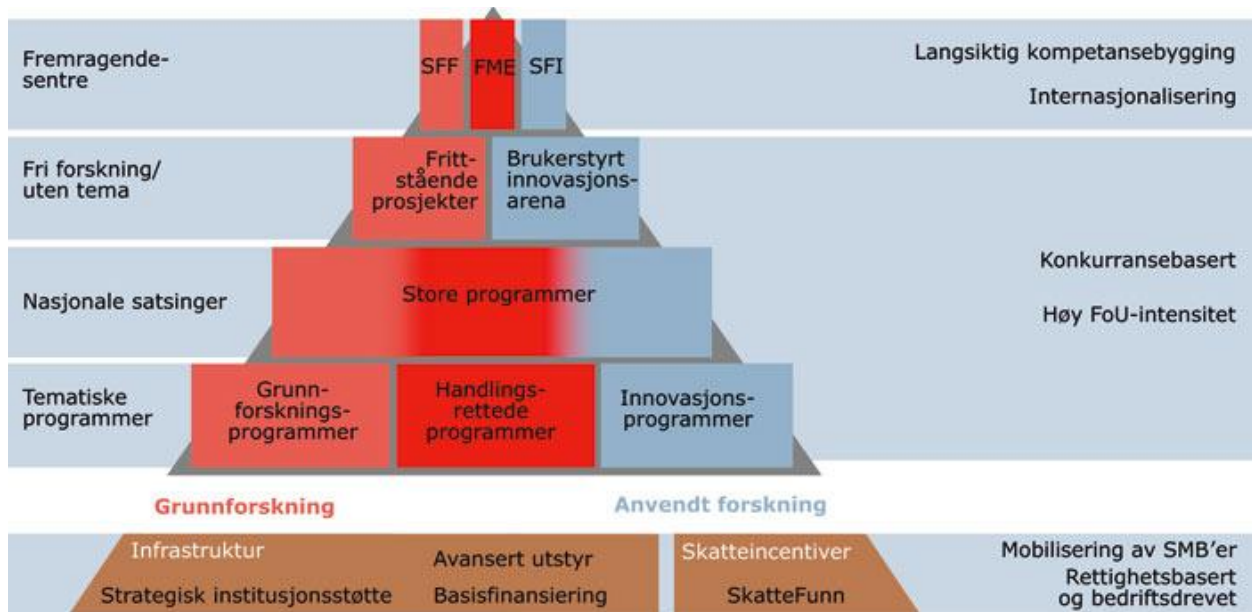 Fremragende-
sentre
SFF
FME
SFI
Langsiktig kompetansebygging
Internasjonalisering
Fri forskning/
uten tema
Fritt-
stående
prosjekter
Brukerstyrt
innovasjons-
arena
Nasjonale satsinger
Store programmer
Konkurransebasert
Høy FoU-intensitet
Tematiske
programmer
Grunn-
forsknings-
programmer
Handlings-
rettede
programmer
Innovasjons-
programmer
Grunnforskning
Anvendt forskning
Infrastruktur
Strategisk institusjonsstøtte
Avansert utstyr
Basisfinansiering
Skatteincentiver
SkatteFunn
Mobilisering av SMB'er
Rettighetsbasert
og bedriftsdrevet